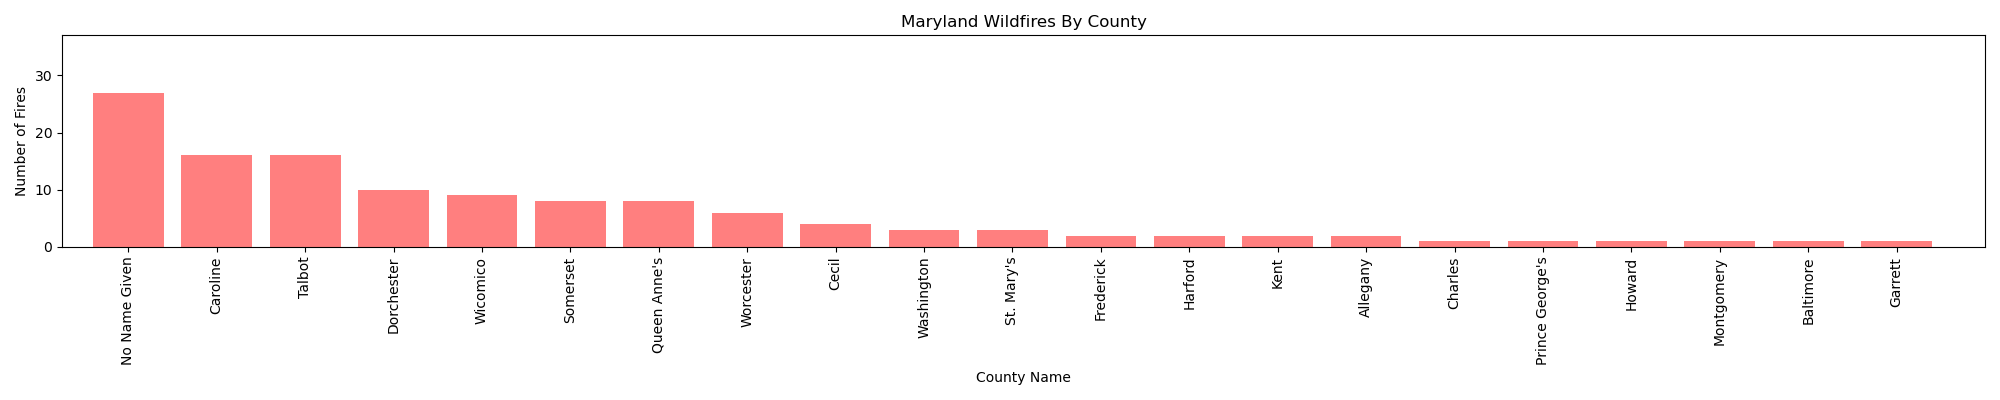 Maryland Wildfires By County
Number of Fires
30
20
10
0
No Name Given
Caroline
Talbot
Dorchester
Wicomico
Somerset
Queen Anne's
Worcester
Cecil
Washington
St. Mary's
Frederick
Harford
Kent
Allegany
Charles
Prince George's
Howard
Montgomery
Baltimore
Garrett
County Name